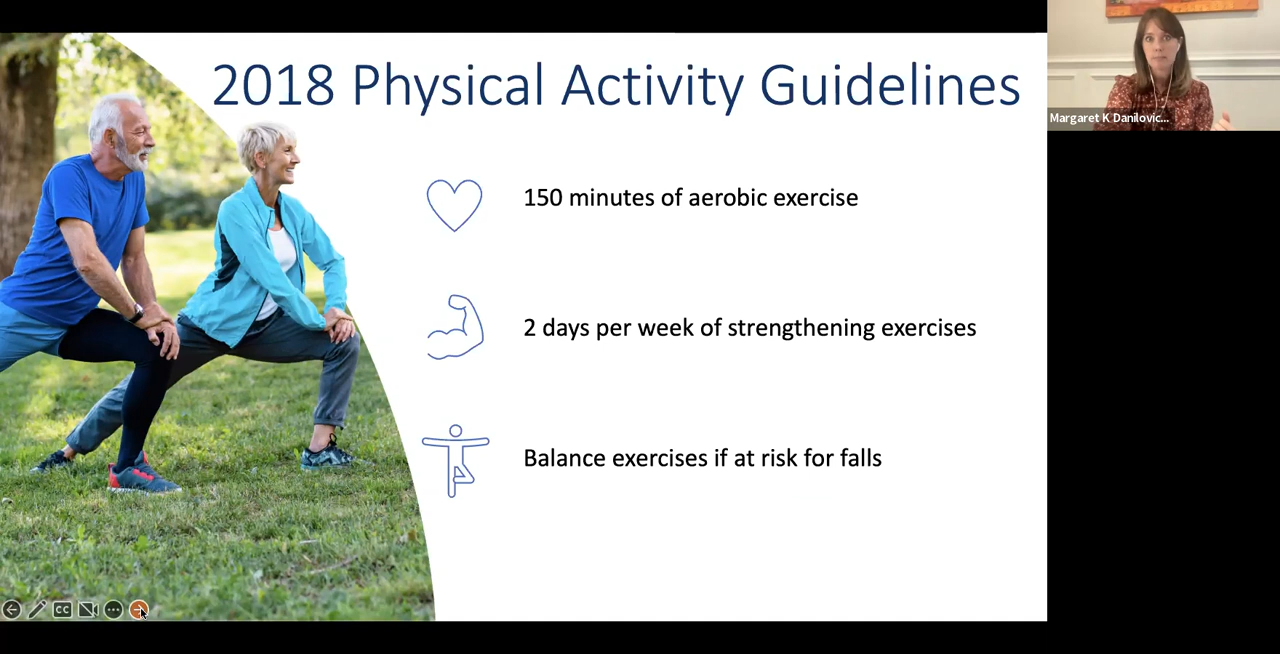 2018 Physical Activity Guidelines
Margaret K Danilovic...
150 minutes of aerobic exercise
2 days per week of strengthening exercises
Balance exercises if at risk for falls
CC